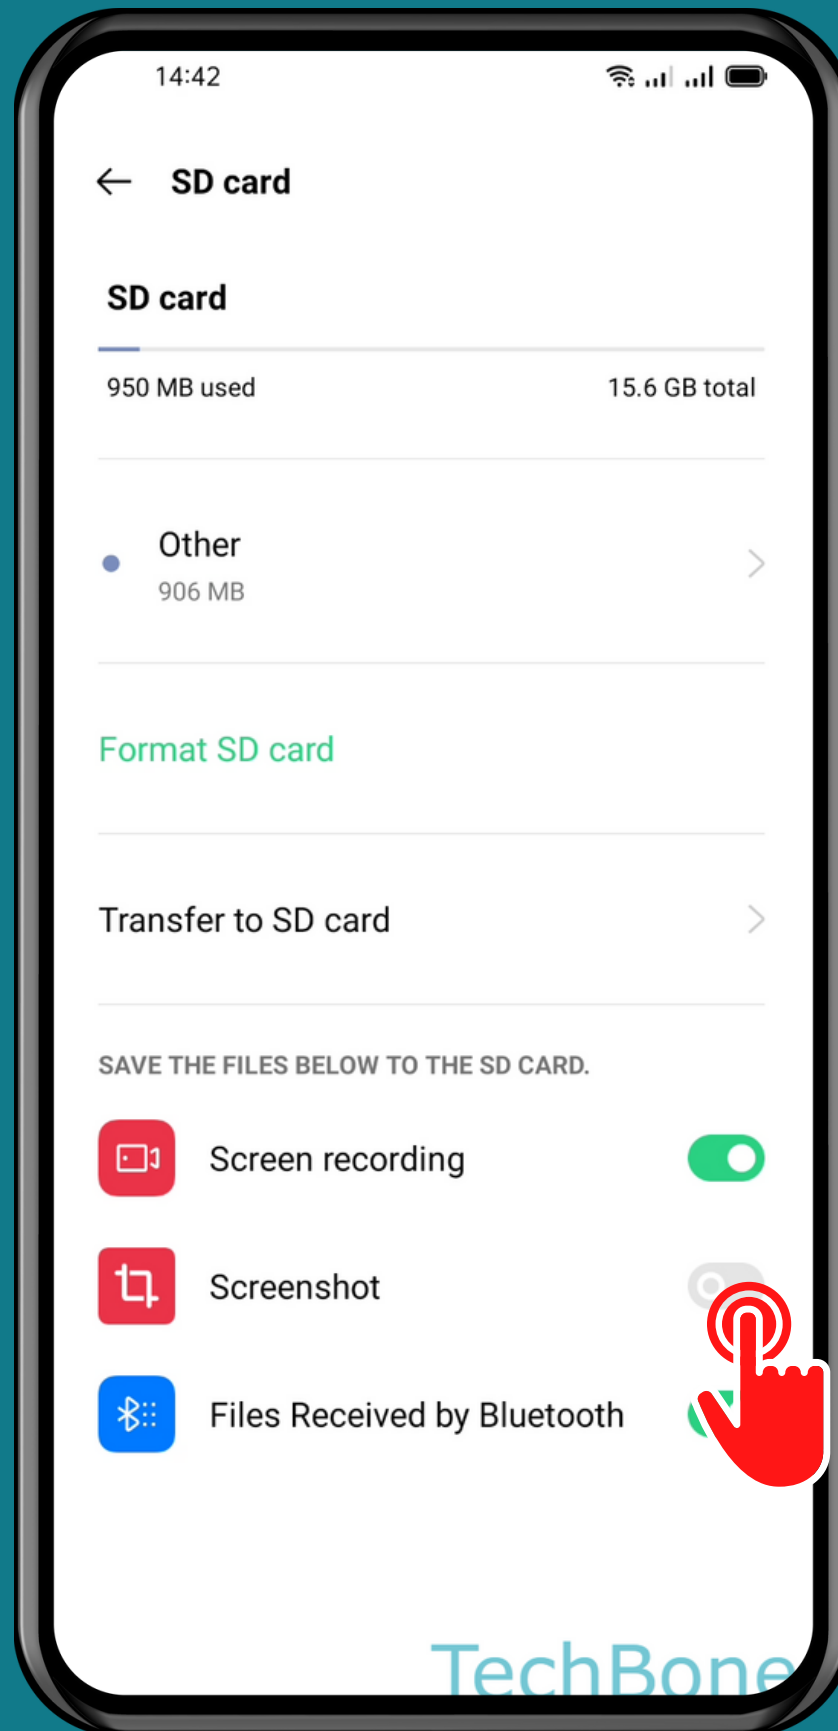 14:42
SD card
SD card
950 MB used 15.6 GB total
Other
906 MB
Format SD card
Transfer to SD card
SAVE THE FILES BELOW TO THE SD CARD.
Screen recording
Screenshot
Files Received by Bluetooth
TechBone